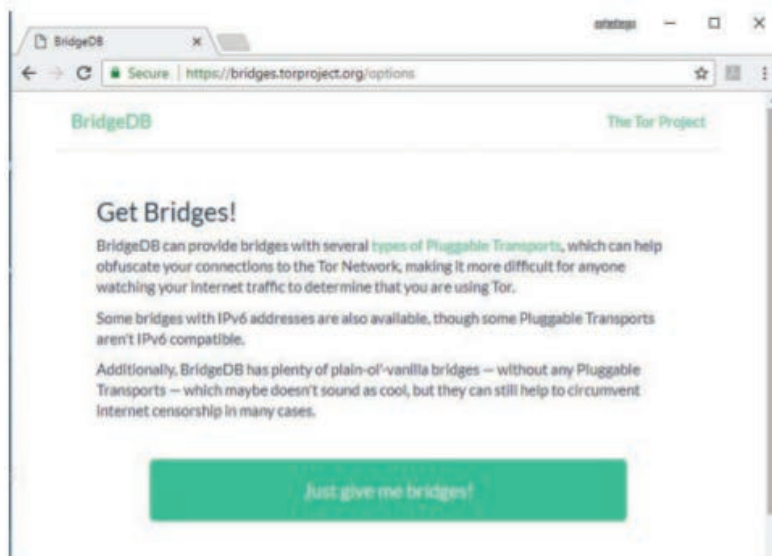 BridgeDB
Secure https://bridges.torproject.org/options
BridgeDB The Tor Project
Get Bridges!
BridgeDB can provide bridges with several types of Pluggable Transports, which can help
obfuscate your connections to the Tor Network, making it more difficult for anyone
watching your internet traffic to determine that you are using Tor.
Some bridges with IPv6 addresses are also available, though some Pluggable Transports
aren't IPv6 compatible.
Additionally, BridgeDB has plenty of plain-ol'-vanilla bridges — without any Pluggable
Transports — which maybe doesn't sound as cool, but they can still help to circumvent
internet censorship in many cases.
Just give me bridges!